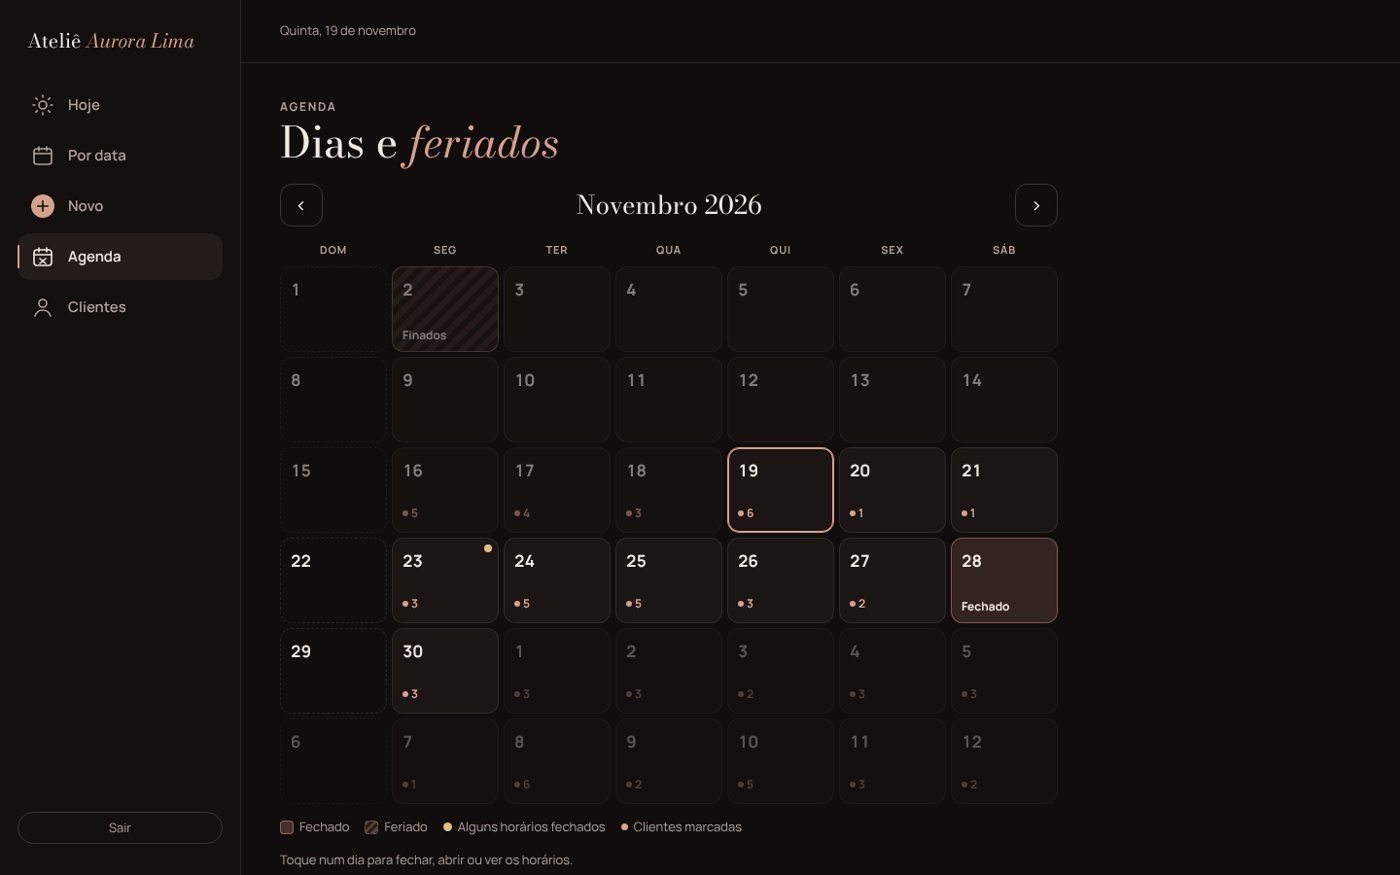 Ateliê Aurora Lima
Quinta, 19 de novembro
Hoje
Por data
Novo
Agenda
Clientes
Sair
AGENDA
Dias e feriados
Novembro 2026
DOM SEG TER QUA QUI SEX SÁB
1 2 3 4 5 6 7
Finados
8 9 10 11 12 13 14
15 16 17 18 19 20 21
5 4 3 6 1 1
22 23 24 25 26 27 28
3 5 5 3 2 Fechado
29 30 1 2 3 4 5
3 3 3 2 3 3
6 7 8 9 10 11 12
1 6 2 5 3 2
Fechado Feriado Alguns horários fechados Clientes marcadas
Toque num dia para fechar, abrir ou ver os horários.